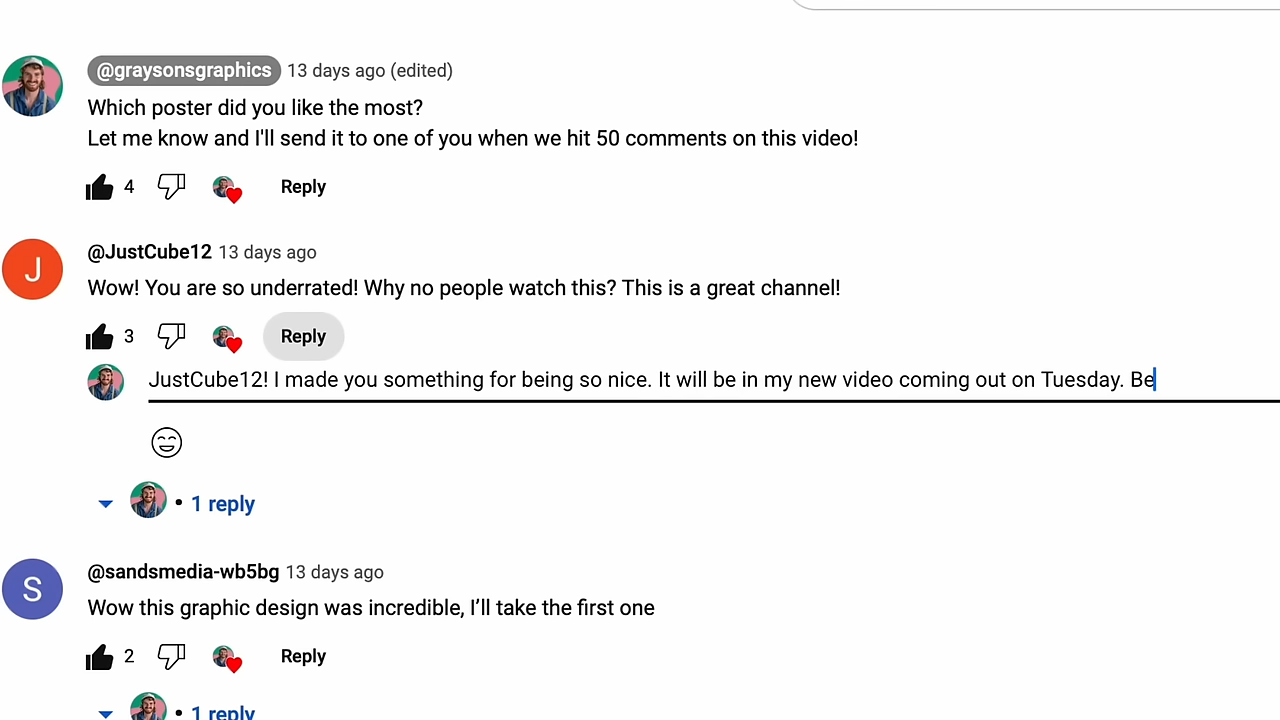 @graysonsgraphics 13 days ago (edited)
Which poster did you like the most?
Let me know and I'll send it to one of you when we hit 50 comments on this video!
4 Reply
J
@JustCube12 13 days ago
Wow! You are so underrated! Why no people watch this? This is a great channel!
3 Reply
JustCube12! I made you something for being so nice. It will be in my new video coming out on Tuesday. Be
• 1 reply
S
@sandsmedia-wb5bg 13 days ago
Wow this graphic design was incredible, I’ll take the first one
2 Reply
• 1 reply